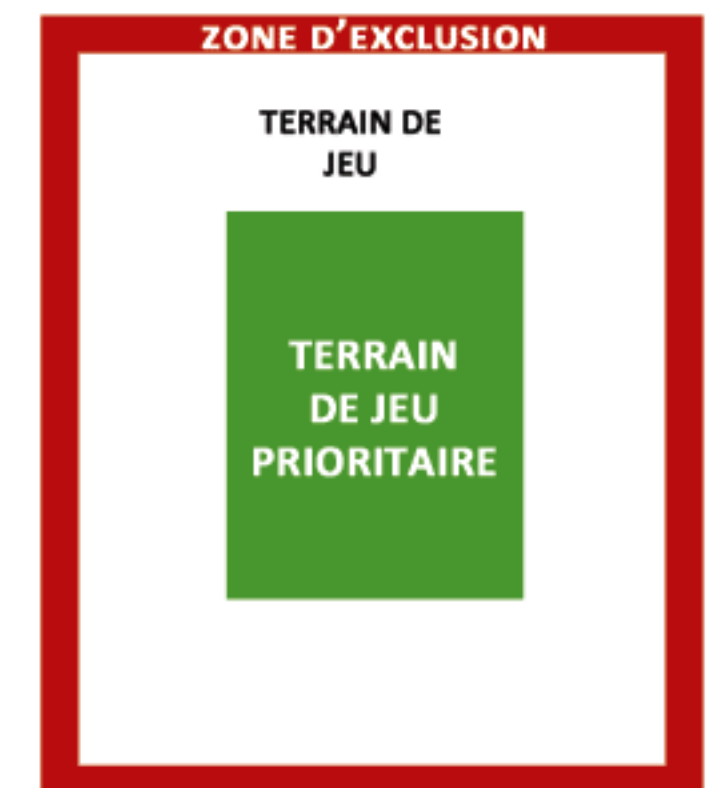 ZONE D'EXCLUSION
TERRAIN DE
JEU
TERRAIN
DE JEU
PRIORITAIRE